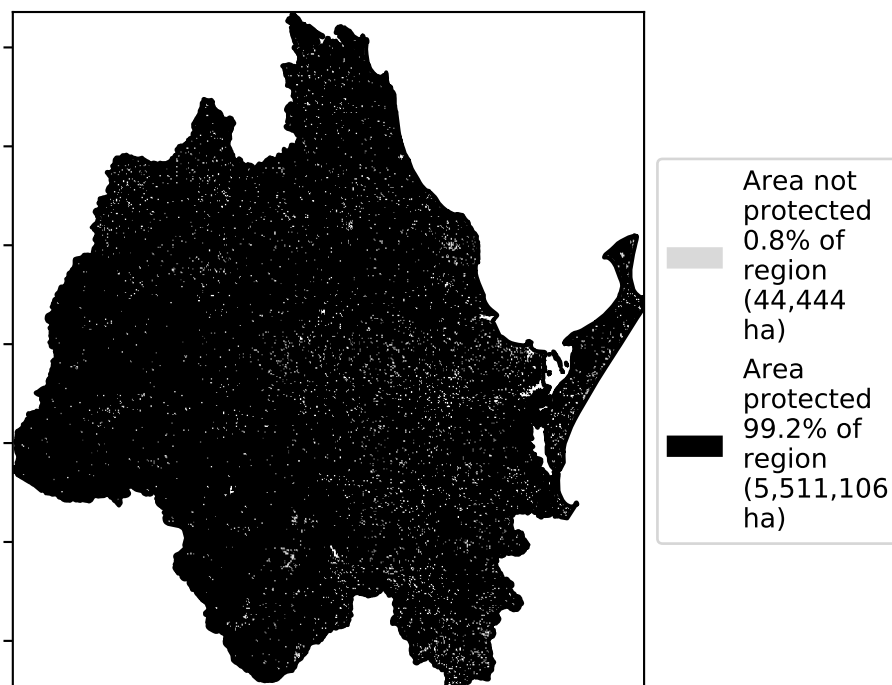 Area not
protected
0.8% of
region
(44,444
ha)
Area
protected
99.2% of
region
(5,511,106
ha)